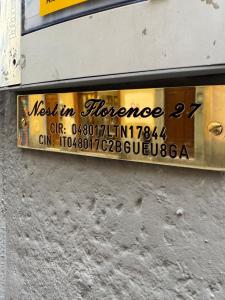 Nest in Florence 27
CIR: 048017LTN17844
CIN: IT048017C2BGUEU8GA